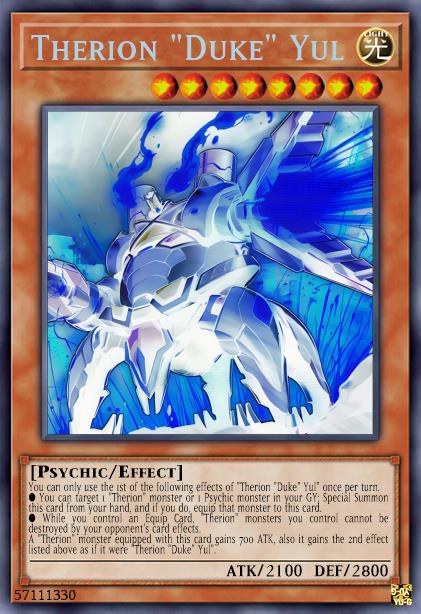 THERION "DUKE" YUL
LIGHT
光
[PSYCHIC/EFFECT]
You can only use the 1st of the following effects of "Therion "Duke" Yul" once per turn.
● You can target 1 "Therion" monster or 1 Psychic monster in your GY; Special Summon
this card from your hand, and if you do, equip that monster to this card.
● While you control an Equip Card, "Therion" monsters you control cannot be
destroyed by your opponent's card effects.
A "Therion" monster equipped with this card gains 700 ATK, also it gains the 2nd effect
listed above as if it were "Therion "Duke" Yul".
ATK/2100 DEF/2800
57111330